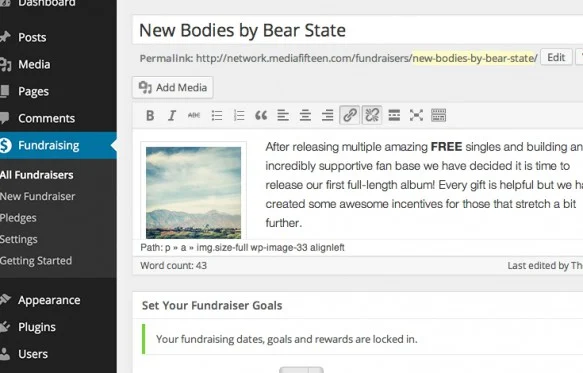 Dashboard
Posts
Media
Pages
Comments
Fundraising
All Fundraisers
New Fundraiser
Pledges
Settings
Getting Started
Appearance
Plugins
Users
New Bodies by Bear State
Permalink: http://network.mediafifteen.com/fundraisers/new-bodies-by-bear-state/ Edit
Add Media
B I ABC
After releasing multiple amazing FREE singles and building an
incredibly supportive fan base we have decided it is time to
release our first full-length album! Every gift is helpful but we ha
created some awesome incentives for those that stretch a bit
further.
Path: p » a » img.size-full wp-image-33 alignleft
Word count: 43
Last edited by Th
Set Your Fundraiser Goals
Your fundraising dates, goals and rewards are locked in.